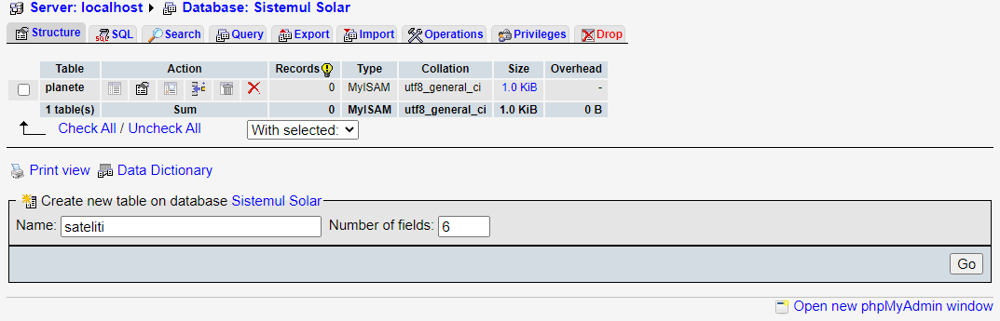 Server: localhost Database: Sistemul Solar
Structure SQL Search Query Export Import Operations Privileges Drop
Table Action Records Type Collation Size Overhead
planete 0 MyISAM utf8_general_ci 1.0 KiB -
1 table(s) Sum 0 MyISAM utf8_general_ci 1.0 KiB 0 B
Check All / Uncheck All With selected:
Print view Data Dictionary
Create new table on database Sistemul Solar
Name: sateliti Number of fields: 6
Go
Open new phpMyAdmin window